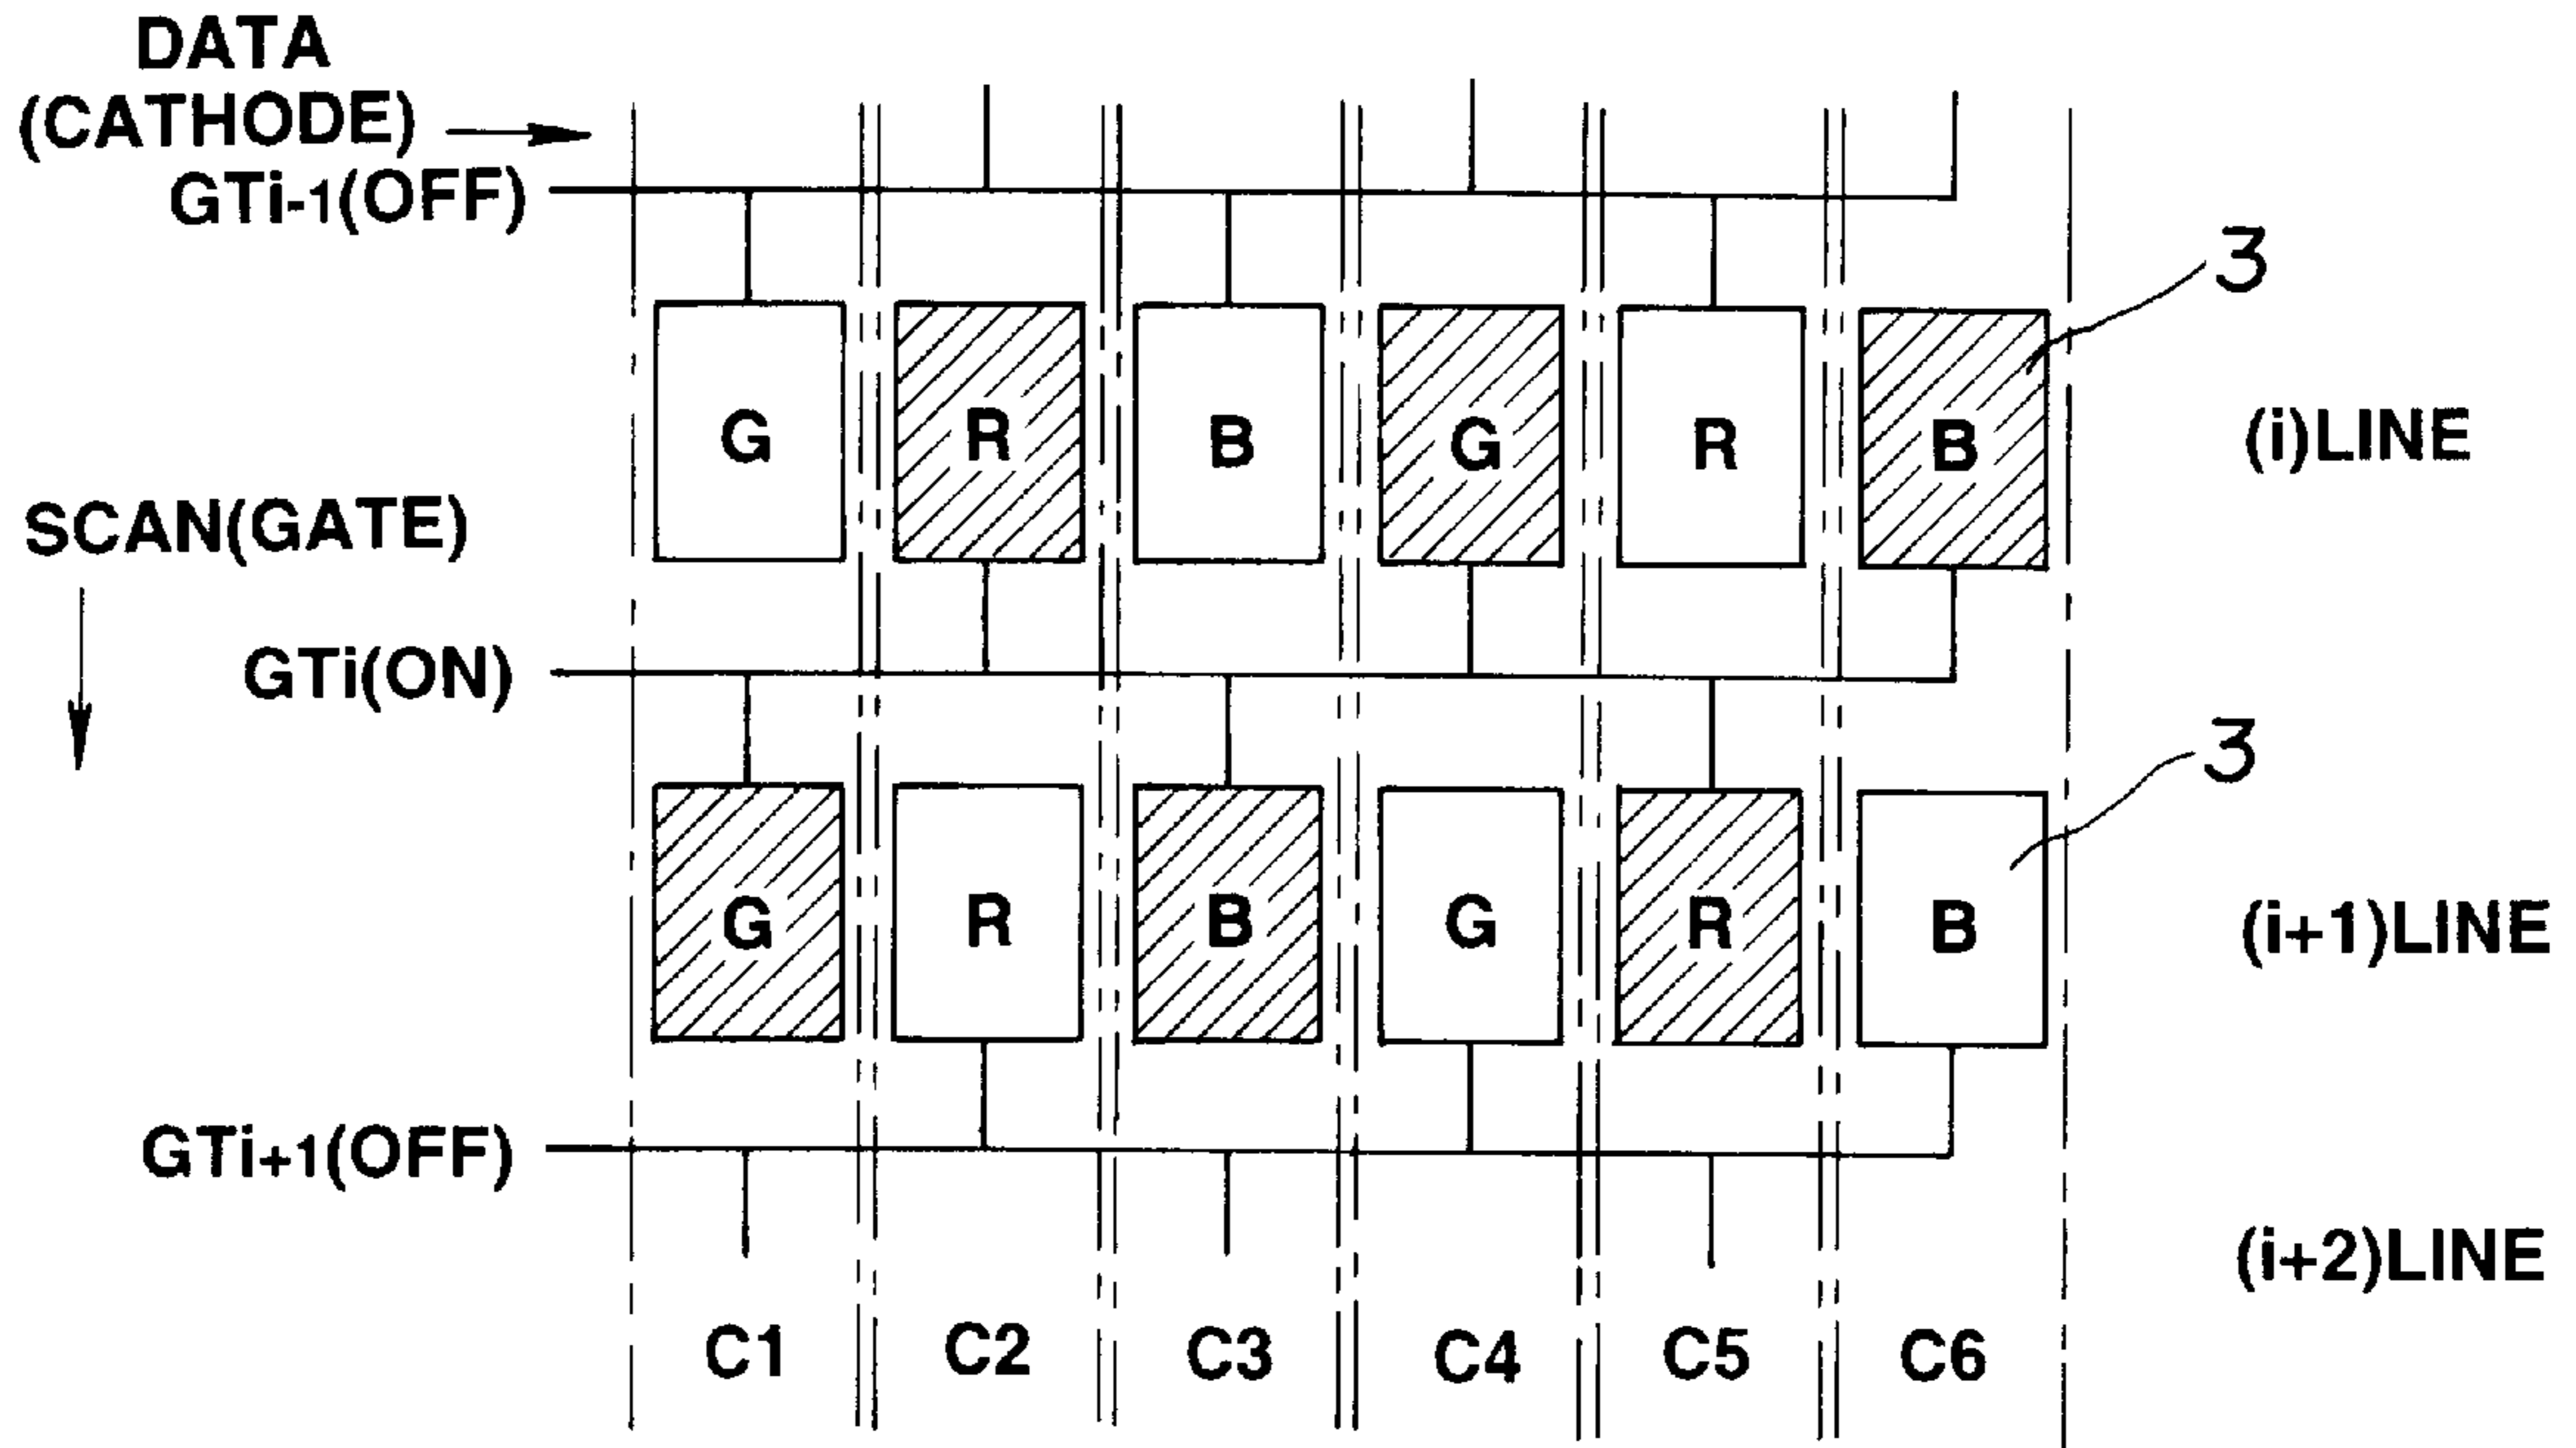 DATA
(CATHODE)
GTi-1(OFF)
3
G R B G R B
(i)LINE
SCAN(GATE)
GTi(ON)
3
G R B G R B
(i+1)LINE
GTi+1(OFF)
(i+2)LINE
C1 C2 C3 C4 C5 C6